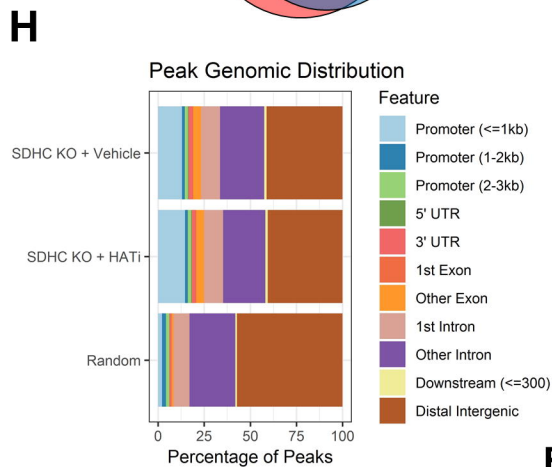 H
Peak Genomic Distribution
Feature
Promoter (<=1kb)
Promoter (1-2kb)
Promoter (2-3kb)
5' UTR
3' UTR
1st Exon
Other Exon
1st Intron
Other Intron
Downstream (<=300)
Distal Intergenic
SDHC KO + Vehicle
SDHC KO + HATi
Random
0 25 50 75 100
Percentage of Peaks